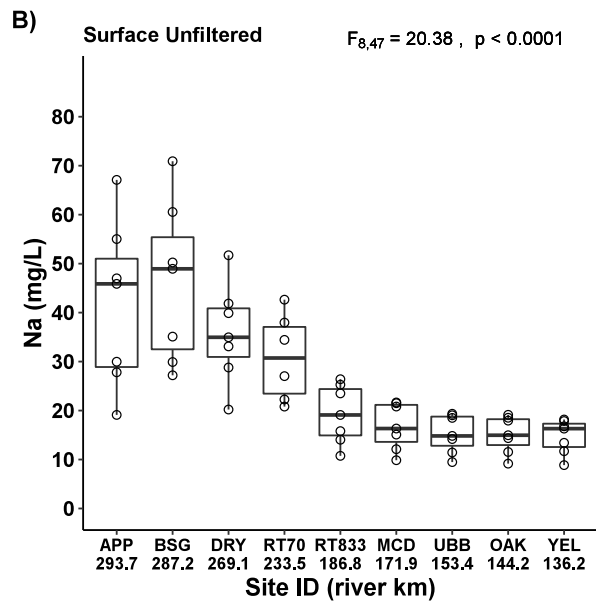 B)
Surface Unfiltered
F8,47 = 20.38 , p < 0.0001
Na (mg/L)
80
70
60
50
40
30
20
10
0
APP BSG DRY RT70 RT833 MCD UBB OAK YEL
293.7 287.2 269.1 233.5 186.8 171.9 153.4 144.2 136.2
Site ID (river km)